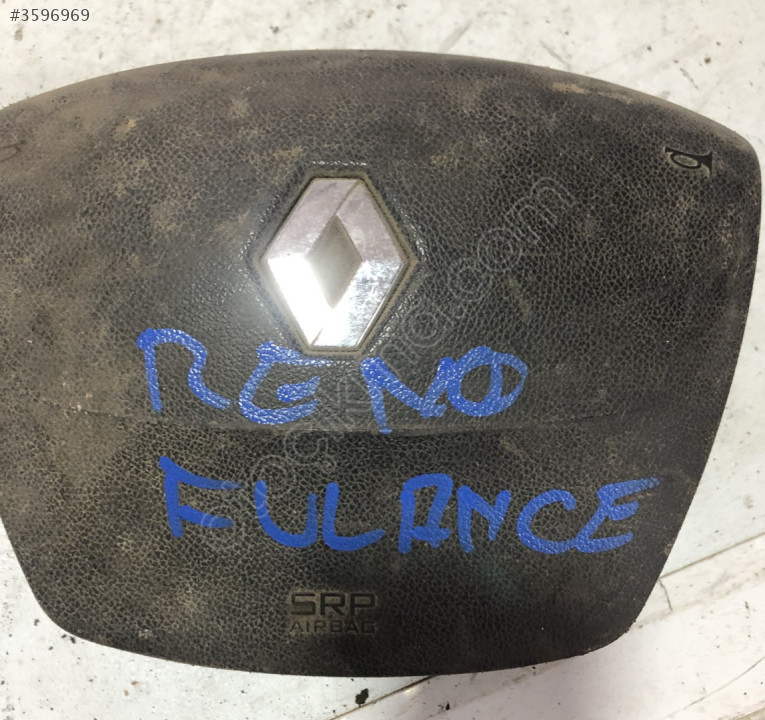 #3596969
RENO
FULANCE
SRP
AIRBAG